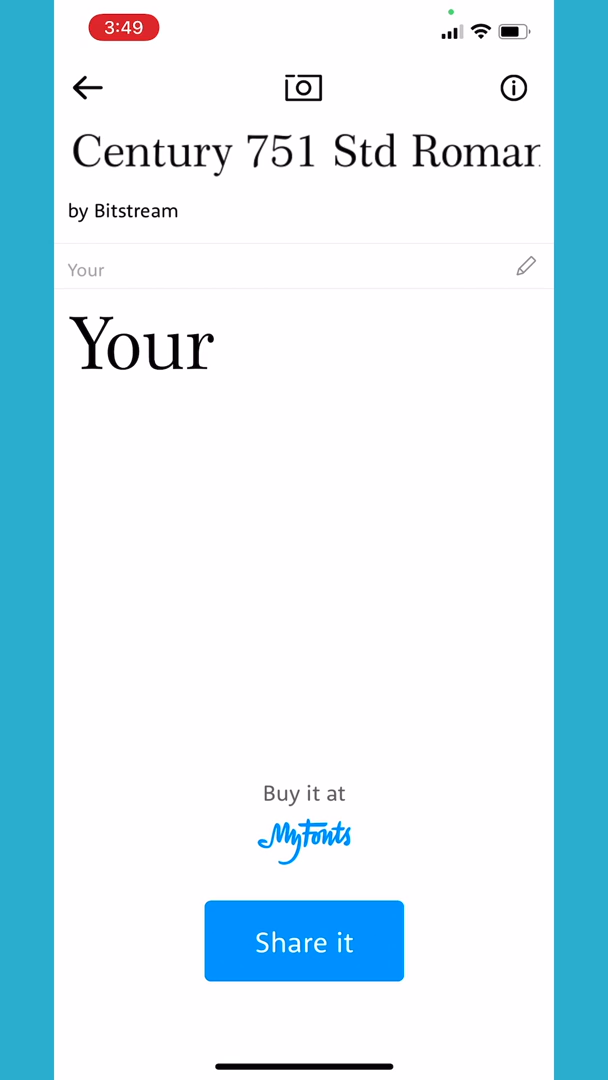 3:49
Century 751 Std Roman
by Bitstream
Your
Your
Buy it at
MyFonts
Share it